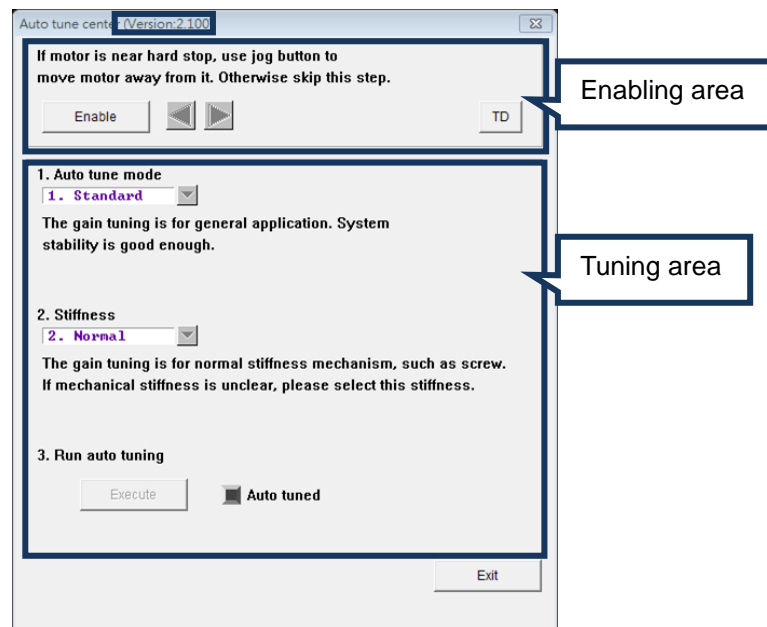 Auto tune center (Version:2.100)
If motor is near hard stop, use jog button to
move motor away from it. Otherwise skip this step.
Enable
TD
Enabling area
1. Auto tune mode
1. Standard
The gain tuning is for general application. System
stability is good enough.
Tuning area
2. Stiffness
2. Normal
The gain tuning is for normal stiffness mechanism, such as screw.
If mechanical stiffness is unclear, please select this stiffness.
3. Run auto tuning
Execute
Auto tuned
Exit